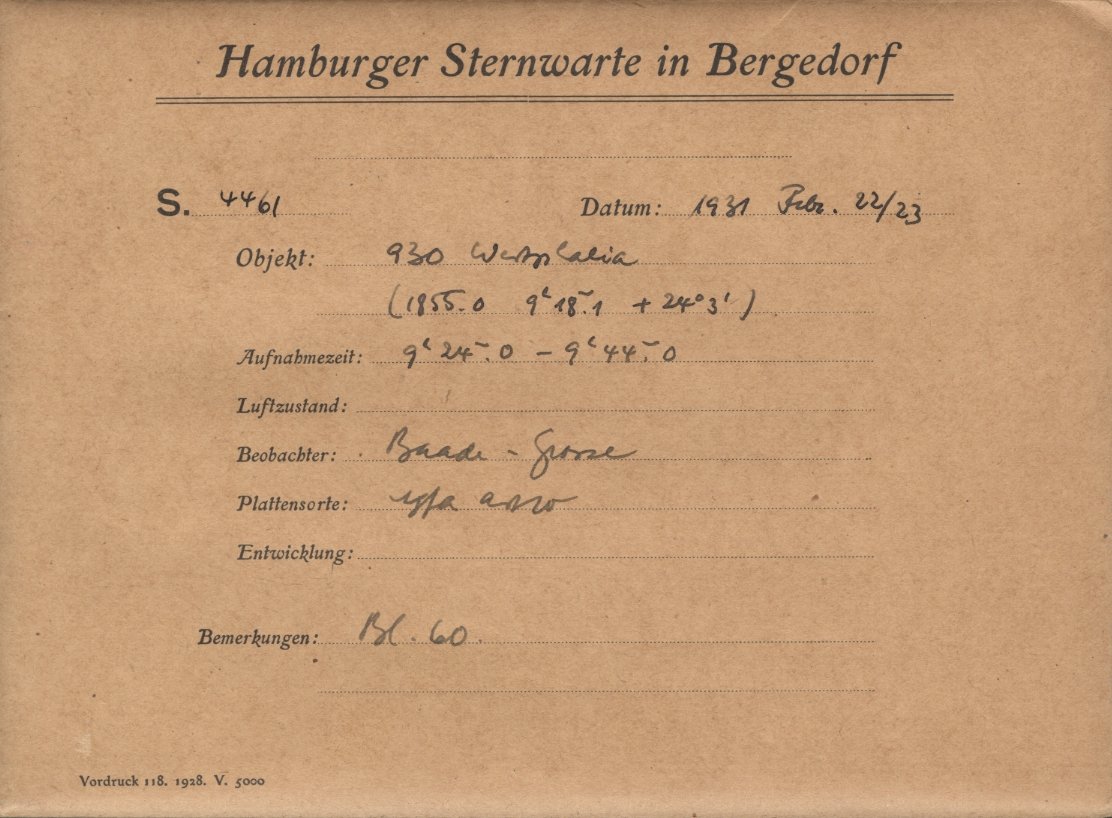 Hamburger Sternwarte in Bergedorf
S. 4461 Datum: 1931 Febr. 22/23
Objekt: 930 Westphalia
(1855.0 9h 18m.1 + 24° 3')
Aufnahmezeit: 9h 24m.0 – 9h 44m.0
Luftzustand:
Beobachter: Baade - Grosse
Plattensorte: Agfa astro
Entwicklung:
Bemerkungen: Bl. 60.
Vordruck 118. 1928. V. 5000